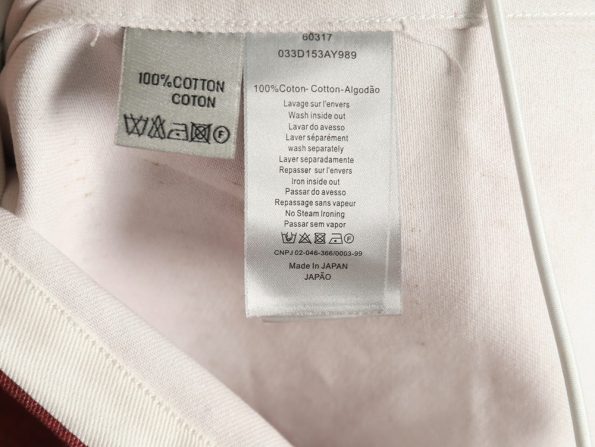 100%COTTON
COTON
60317
033D153AY989
100%Coton- Cotton-Algodão
Lavage sur l'envers
Wash inside out
Lavar do avesso
Laver séparément
wash separately
Layer separadamente
Repasser sur l'envers
Iron inside out
Passar do avesso
Repassage sans vapeur
No Steam Ironing
Passar sem vapor
CNPJ 02-046-366/0003-99
Made In JAPAN
JAPÃO